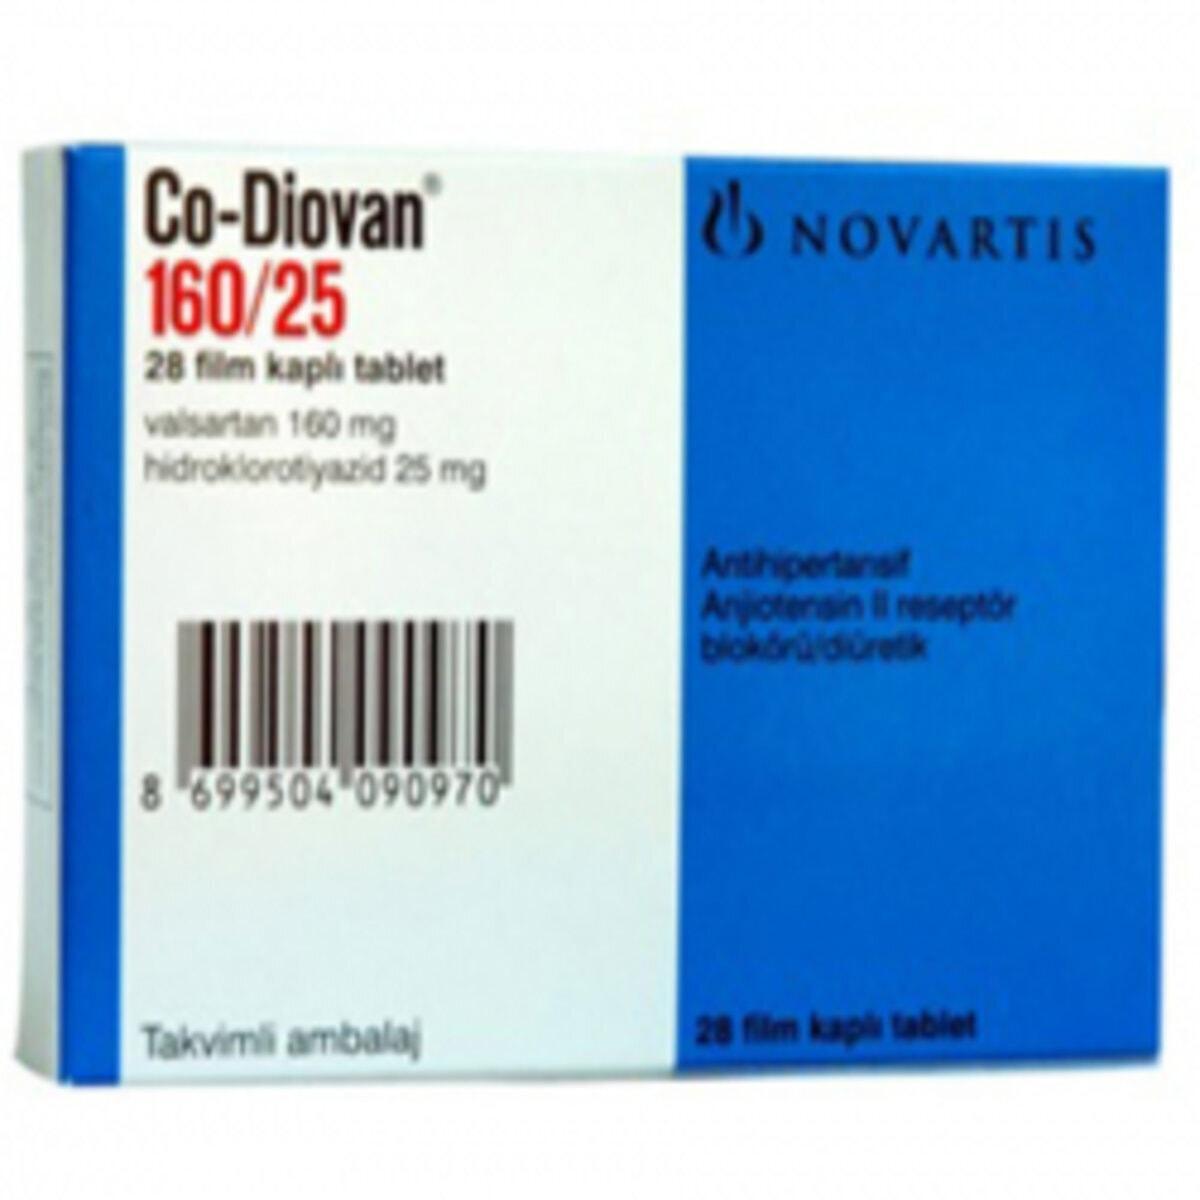 Co-Diovan®
160/25
28 film kaplı tablet
valsartan 160 mg
hidroklorotiyazid 25 mg
8 699504 090970
Takvimli ambalaj
NOVARTIS
Antihipertansif
Anjiotensin II reseptör
blokörü/diüretik
28 film kaplı tablet